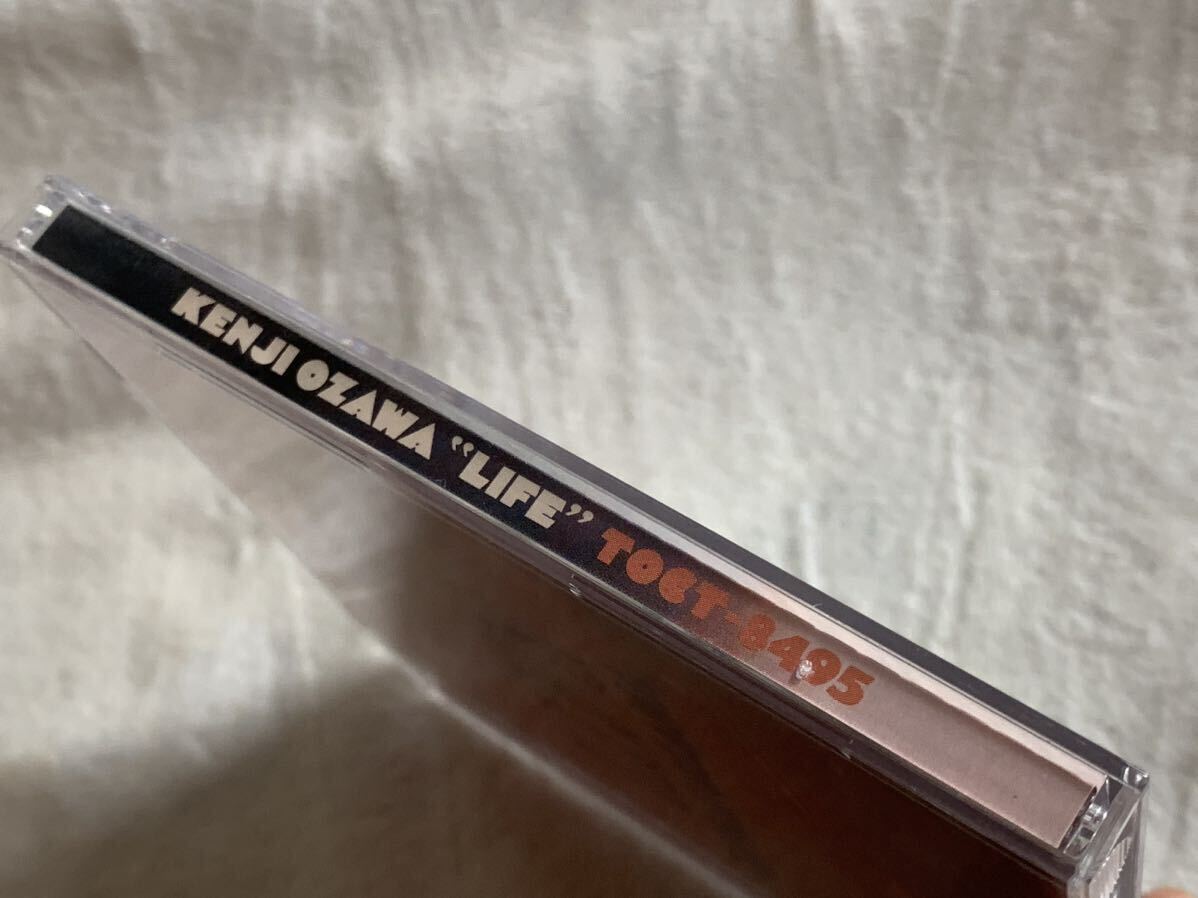 KENJI OZAWA “LIFE” TOCT-8495